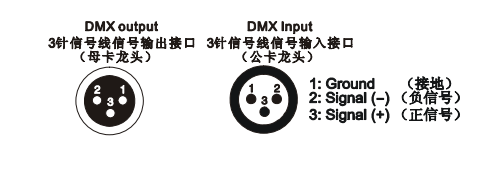 DMX output
3针信号线信号输出接口
（母卡龙头）
2 1
3
DMX Input
3针信号线信号输入接口
（公卡龙头）
1 2
3
1: Ground （接地）
2: Signal (−) （负信号）
3: Signal (+) （正信号）